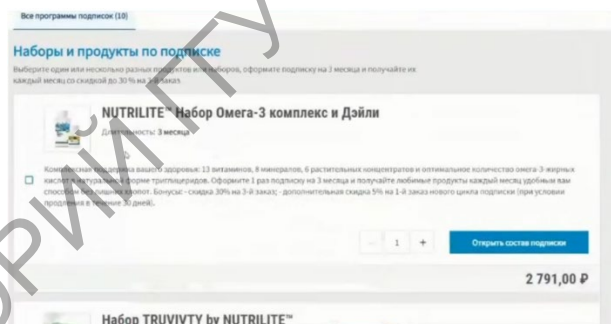 Все программы подписок (10)
Наборы и продукты по подписке
Выберите один или несколько разных продуктов или наборов, оформите подписку на 3 месяца и получайте их
каждый месяц со скидкой до 30 % на 3-й заказ.
NUTRILITE™ Набор Омега-3 комплекс и Дэйли
Длительность: 3 месяца
Комплексная поддержка вашего здоровья: 13 витаминов, 8 минералов, 6 растительных концентратов и оптимальное количество омега-3-жирных
кислот в натуральной форме триглицеридов. Оформите 1 раз подписку на 3 месяца и получайте любимые продукты каждый месяц удобным вам
способом без лишних хлопот. Бонусы: - скидка 30% на 3-й заказ; - дополнительная скидка 5% на 1-й заказ нового цикла подписки (при условии
продления в течение 30 дней).
- 1 +
Открыть состав подписки
2 791,00 ₽
Набор TRUVIVTY by NUTRILITE™
ОРИЙ ПГУ